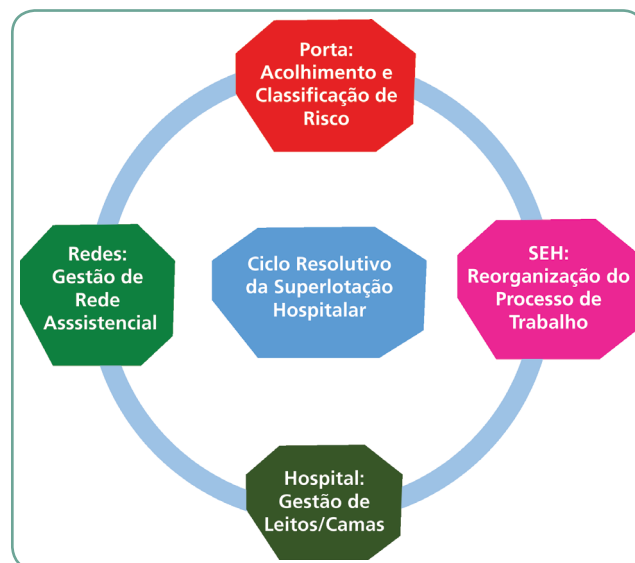 Porta:
Acolhimento e
Classificação de
Risco
Redes:
Gestão de
Rede
Asssistencial
Ciclo Resolutivo
da Superlotação
Hospitalar
SEH:
Reorganização do
Processo de
Trabalho
Hospital:
Gestão de
Leitos/Camas